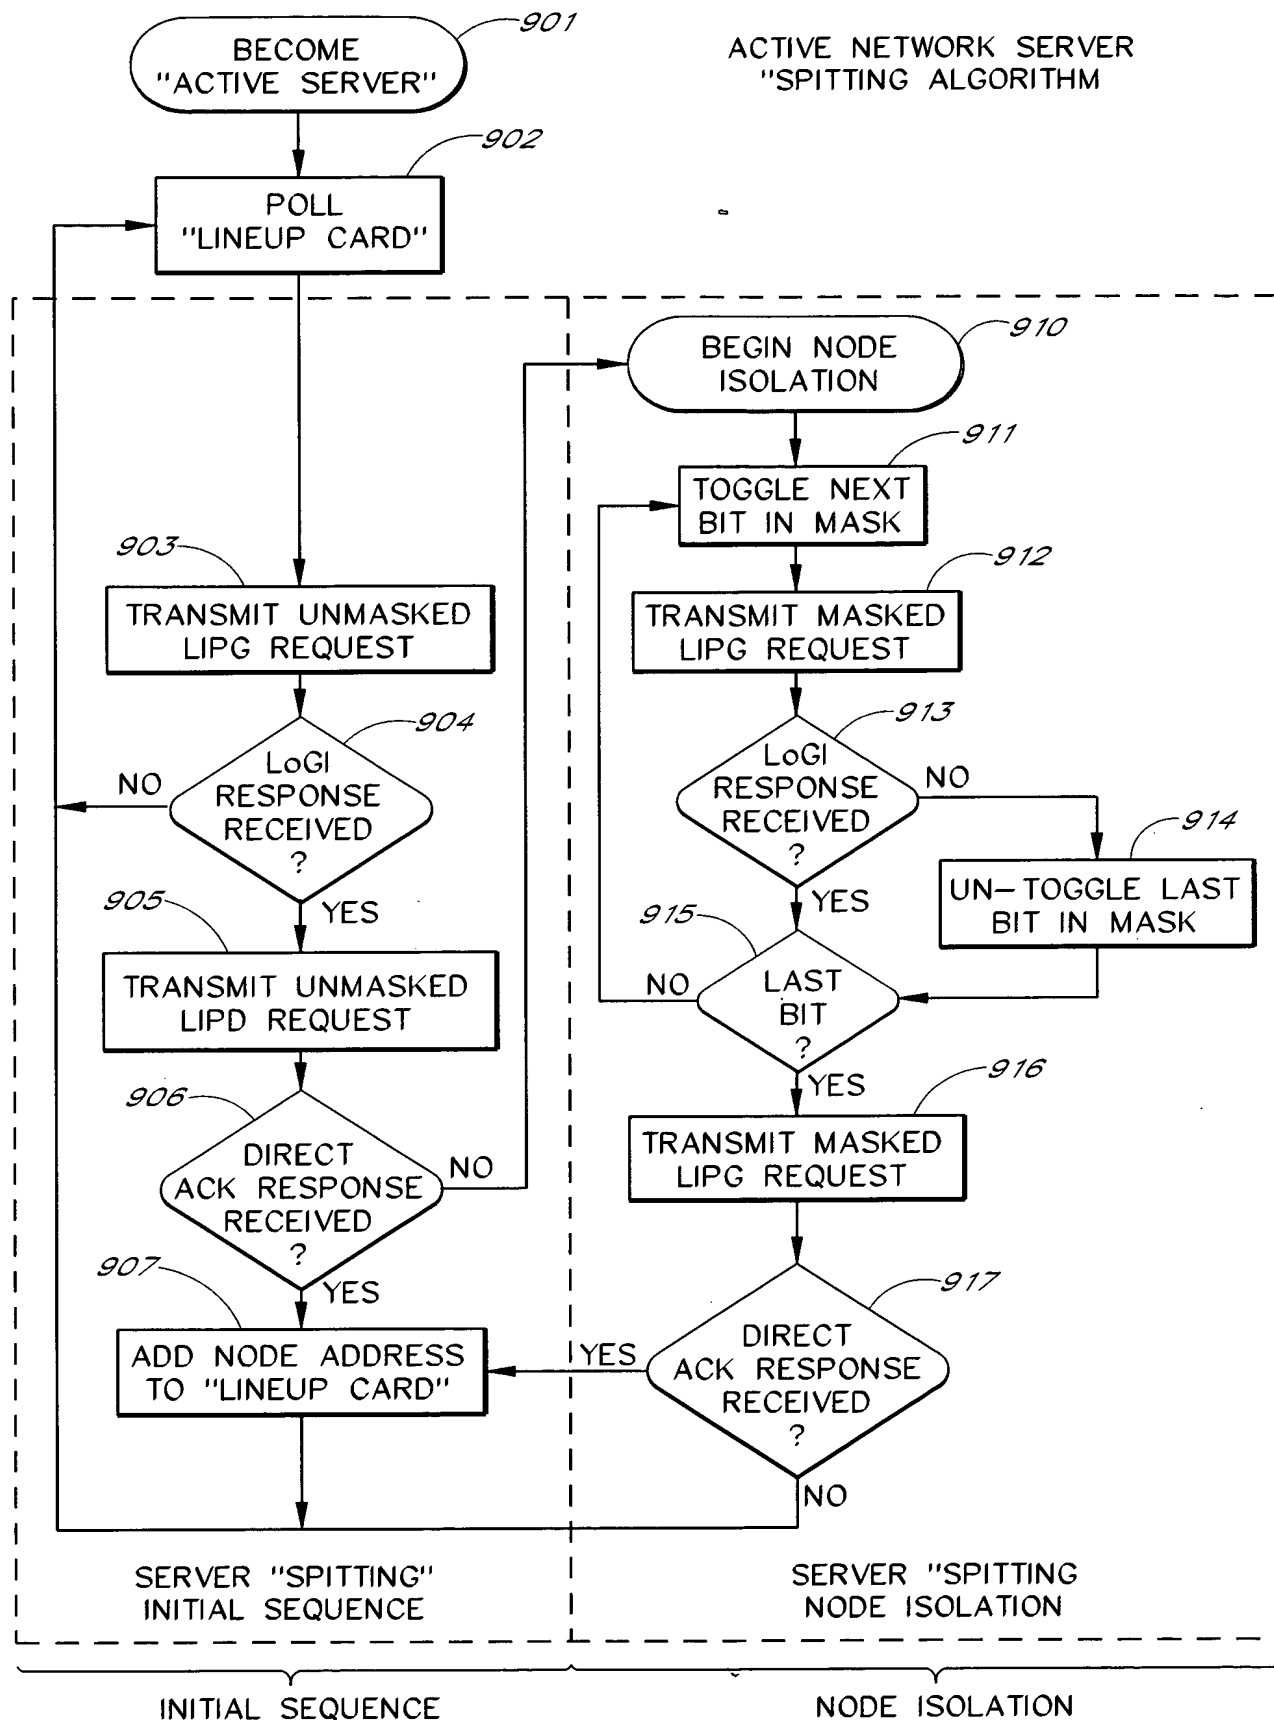 ACTIVE NETWORK SERVER
"SPITTING ALGORITHM
901
BECOME
"ACTIVE SERVER"
902
POLL
"LINEUP CARD"
903
TRANSMIT UNMASKED
LIPG REQUEST
904
LoGI
RESPONSE
RECEIVED
?
NO
YES
905
TRANSMIT UNMASKED
LIPD REQUEST
906
DIRECT
ACK RESPONSE
RECEIVED
?
NO
YES
907
ADD NODE ADDRESS
TO "LINEUP CARD"
SERVER "SPITTING"
INITIAL SEQUENCE
910
BEGIN NODE
ISOLATION
911
TOGGLE NEXT
BIT IN MASK
912
TRANSMIT MASKED
LIPG REQUEST
913
LoGI
RESPONSE
RECEIVED
?
NO
YES
914
UN-TOGGLE LAST
BIT IN MASK
915
LAST
BIT
?
NO
YES
916
TRANSMIT MASKED
LIPG REQUEST
917
DIRECT
ACK RESPONSE
RECEIVED
?
YES
NO
SERVER "SPITTING
NODE ISOLATION
INITIAL SEQUENCE
NODE ISOLATION